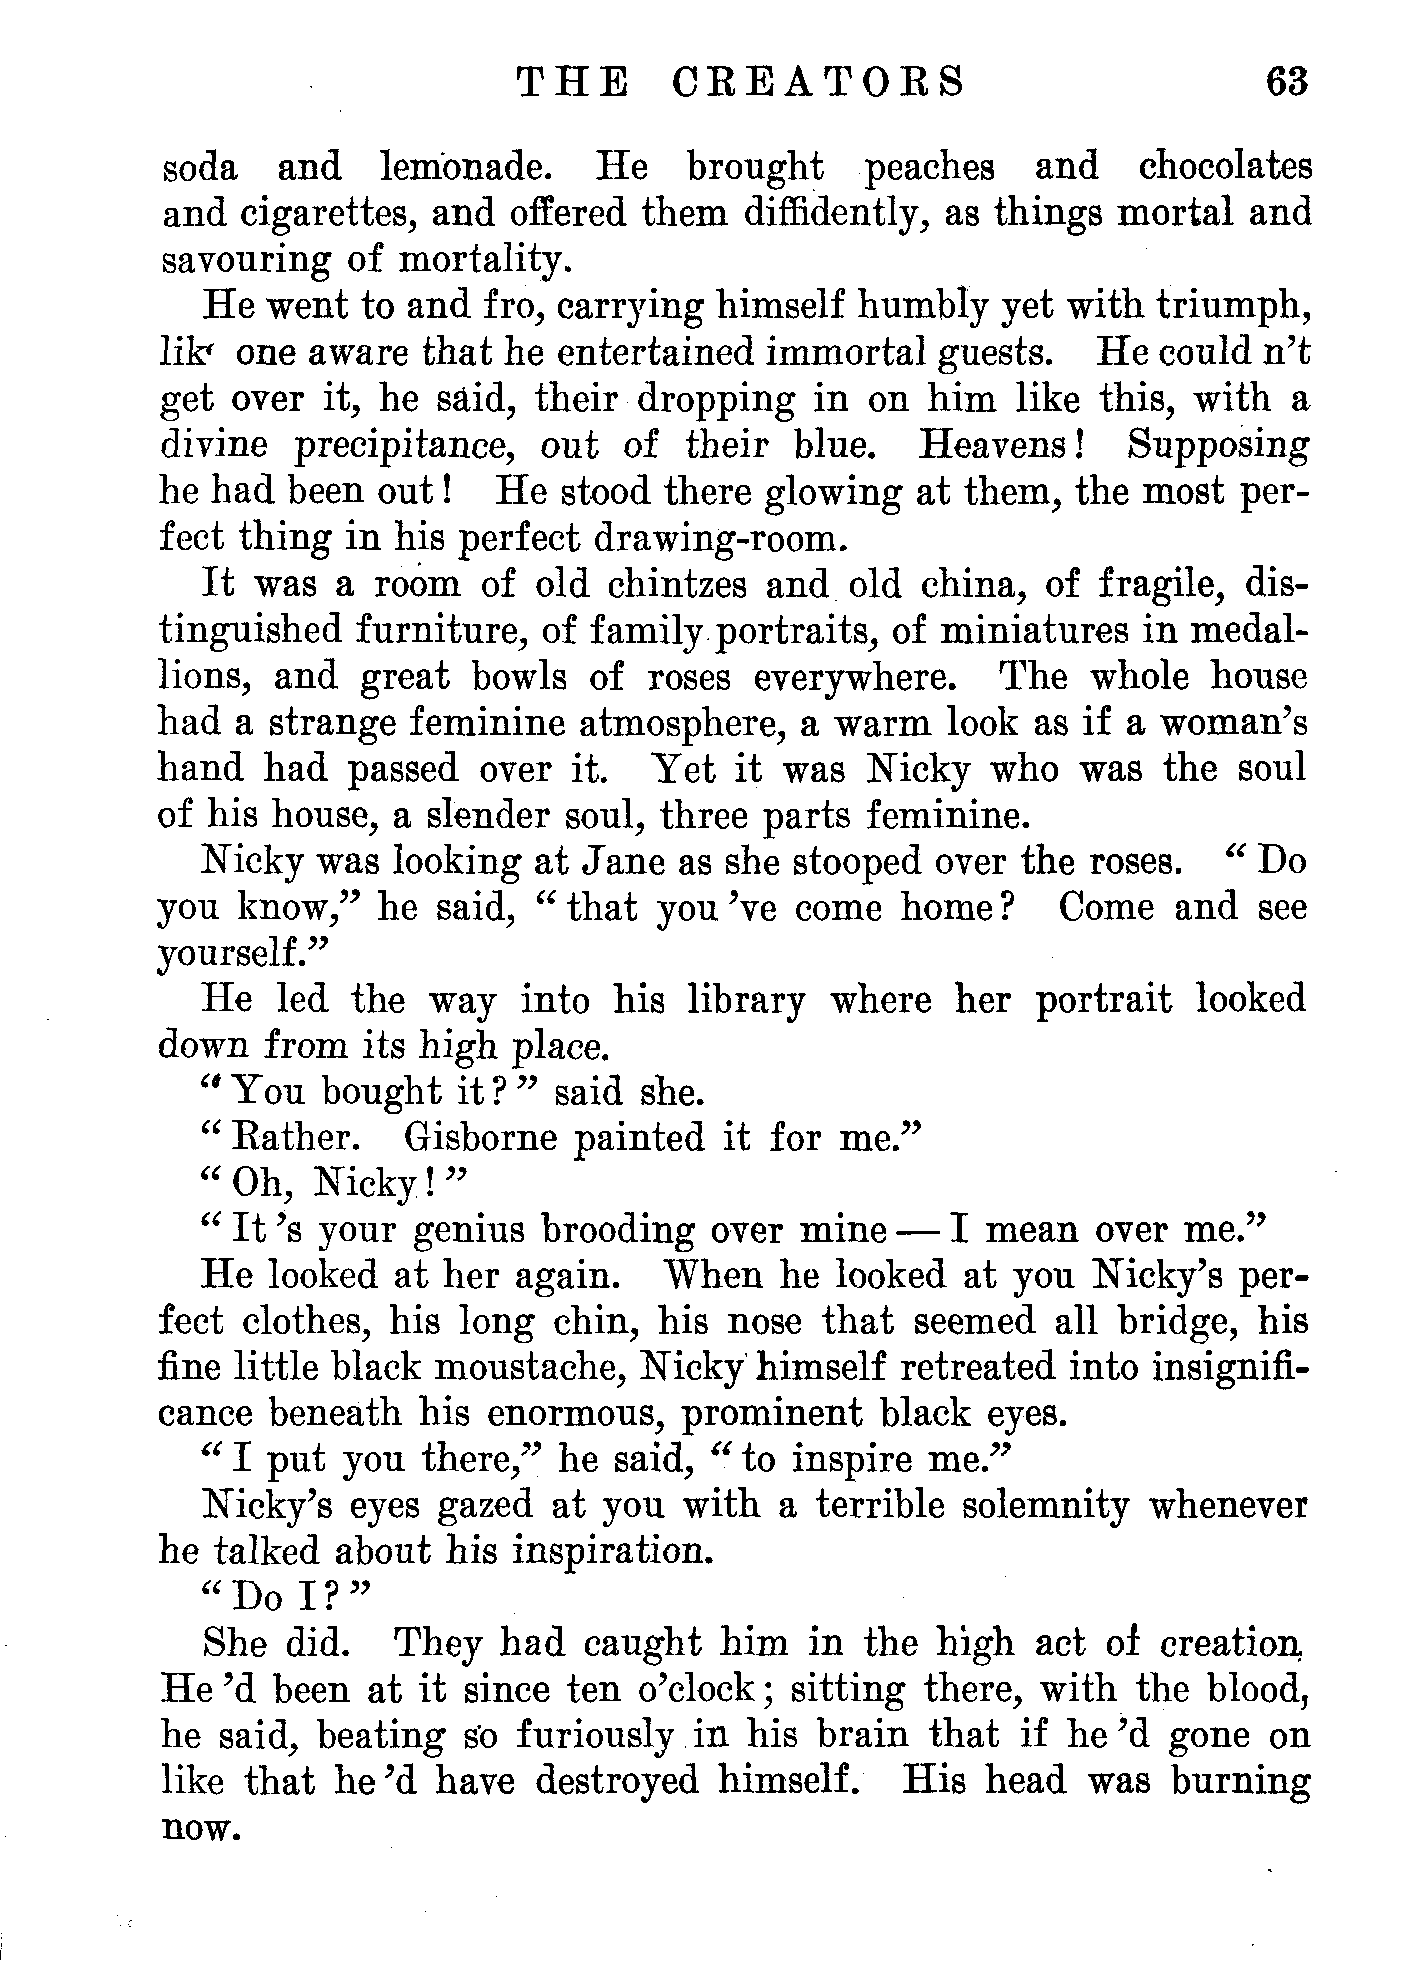 THE CREATORS 63
soda and lemonade. He brought peaches and chocolates
and cigarettes, and offered them diffidently, as things mortal and
savouring of mortality.
He went to and fro, carrying himself humbly yet with triumph,
like one aware that he entertained immortal guests. He could n't
get over it, he said, their dropping in on him like this, with a
divine precipitance, out of their blue. Heavens! Supposing
he had been out! He stood there glowing at them, the most per-
fect thing in his perfect drawing-room.
It was a room of old chintzes and old china, of fragile, dis-
tinguished furniture, of family portraits, of miniatures in medal-
lions, and great bowls of roses everywhere. The whole house
had a strange feminine atmosphere, a warm look as if a woman's
hand had passed over it. Yet it was Nicky who was the soul
of his house, a slender soul, three parts feminine.
Nicky was looking at Jane as she stooped over the roses. "Do
you know," he said, "that you 've come home? Come and see
yourself."
He led the way into his library where her portrait looked
down from its high place.
"You bought it?" said she.
"Rather. Gisborne painted it for me."
"Oh, Nicky!"
"It 's your genius brooding over mine — I mean over me."
He looked at her again. When he looked at you Nicky's per-
fect clothes, his long chin, his nose that seemed all bridge, his
fine little black moustache, Nicky himself retreated into insignifi-
cance beneath his enormous, prominent black eyes.
"I put you there," he said, "to inspire me."
Nicky's eyes gazed at you with a terrible solemnity whenever
he talked about his inspiration.
"Do I?"
She did. They had caught him in the high act of creation.
He 'd been at it since ten o'clock; sitting there, with the blood,
he said, beating so furiously in his brain that if he 'd gone on
like that he 'd have destroyed himself. His head was burning
now.